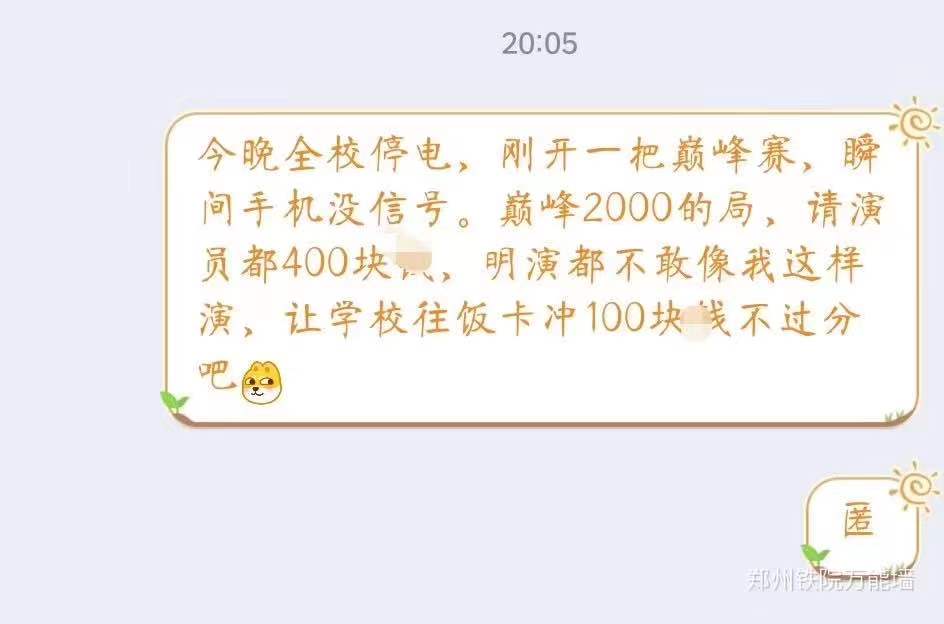 20:05
今晚全校停电，刚开一把巅峰赛，瞬
间手机没信号。巅峰2000的局，请演
员都400块钱，明演都不敢像我这样
演，让学校往饭卡冲100块钱不过分
吧
匿
郑州铁院万能墙